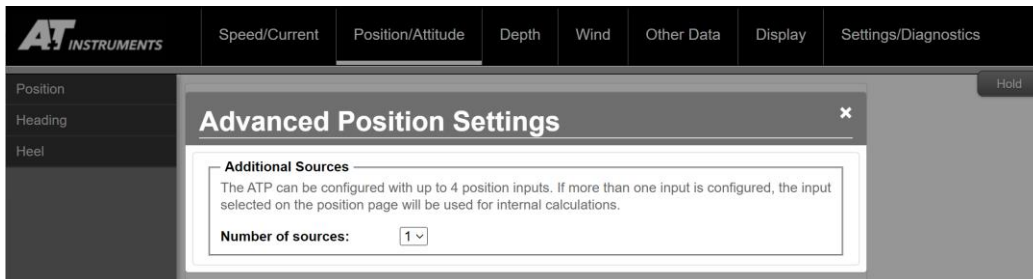 A+T INSTRUMENTS
Speed/Current Position/Attitude Depth Wind Other Data Display Settings/Diagnostics
Position
Hold
Heading
Heel
Advanced Position Settings ×
Additional Sources
The ATP can be configured with up to 4 position inputs. If more than one input is configured, the input
selected on the position page will be used for internal calculations.
Number of sources: 1